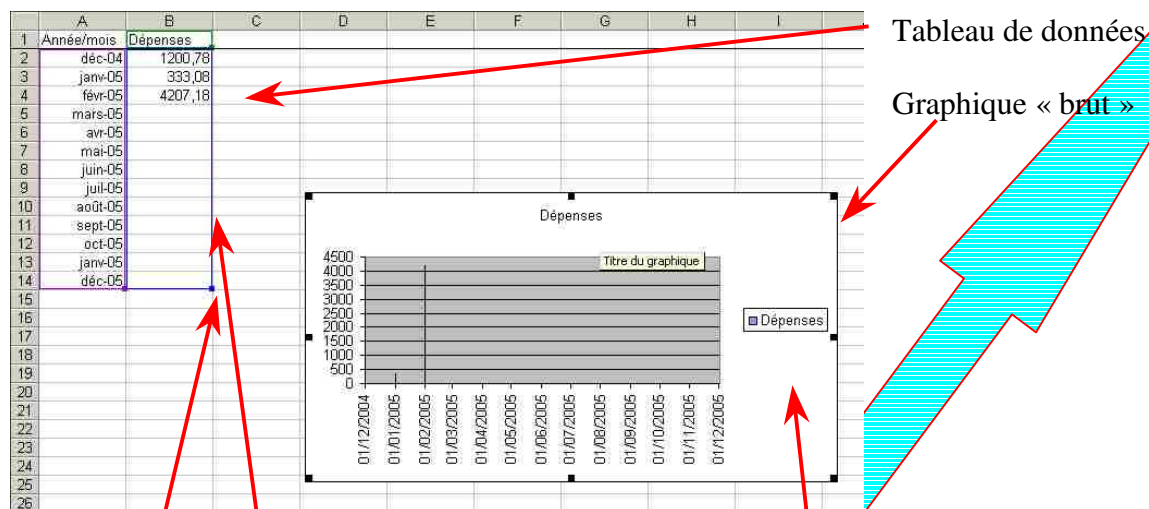 A B C D E F G H I
1 Année/mois Dépenses
2 déc-04 1200,78
3 janv-05 333,08
4 févr-05 4207,18
5 mars-05
6 avr-05
7 mai-05
8 juin-05
9 juil-05
10 août-05
11 sept-05
12 oct-05
13 janv-05
14 déc-05
15
16
17
18
19
20
21
22
23
24
25
26
Tableau de données
Graphique « brut »
Dépenses
Titre du graphique
4500
4000
3500
3000
2500
2000
1500
1000
500
0
Dépenses
01/12/2004
01/01/2005
01/02/2005
01/03/2005
01/04/2005
01/05/2005
01/06/2005
01/07/2005
01/08/2005
01/09/2005
01/10/2005
01/11/2005
01/12/2005